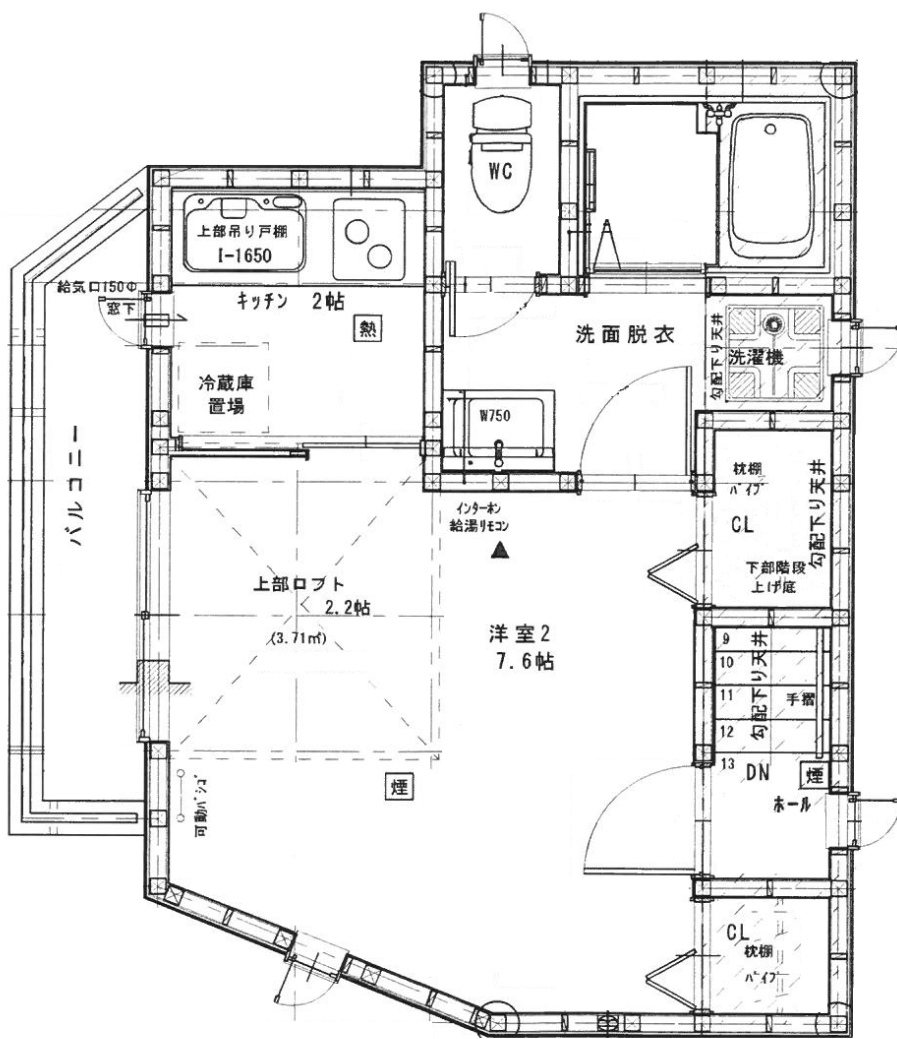 WC
上部吊り戸棚
I-1650
給気口150Φ
窓下
キッチン 2帖
熱
洗面脱衣
勾配下り天井
洗濯機
冷蔵庫
置場
W750
バルコニー
インターホン
給湯リモコン
枕棚
パイプ
CL
勾配下り天井
下部階段
上げ底
上部ロフト
2.2帖
(3.71㎡)
洋室2
7.6帖
9
10
11
12
13
勾配下り天井
手摺
DN
煙
ホール
煙
可動ハシゴ
CL
枕棚
パイプ